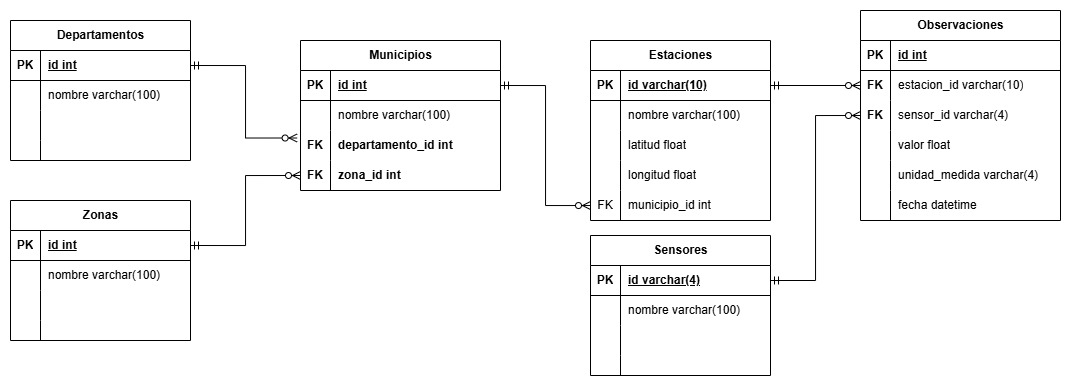 Departamentos
PK id int
nombre varchar(100)
Zonas
PK id int
nombre varchar(100)
Municipios
PK id int
nombre varchar(100)
FK departamento_id int
FK zona_id int
Estaciones
PK id varchar(10)
nombre varchar(100)
latitud float
longitud float
FK municipio_id int
Sensores
PK id varchar(4)
nombre varchar(100)
Observaciones
PK id int
FK estacion_id varchar(10)
FK sensor_id varchar(4)
valor float
unidad_medida varchar(4)
fecha datetime